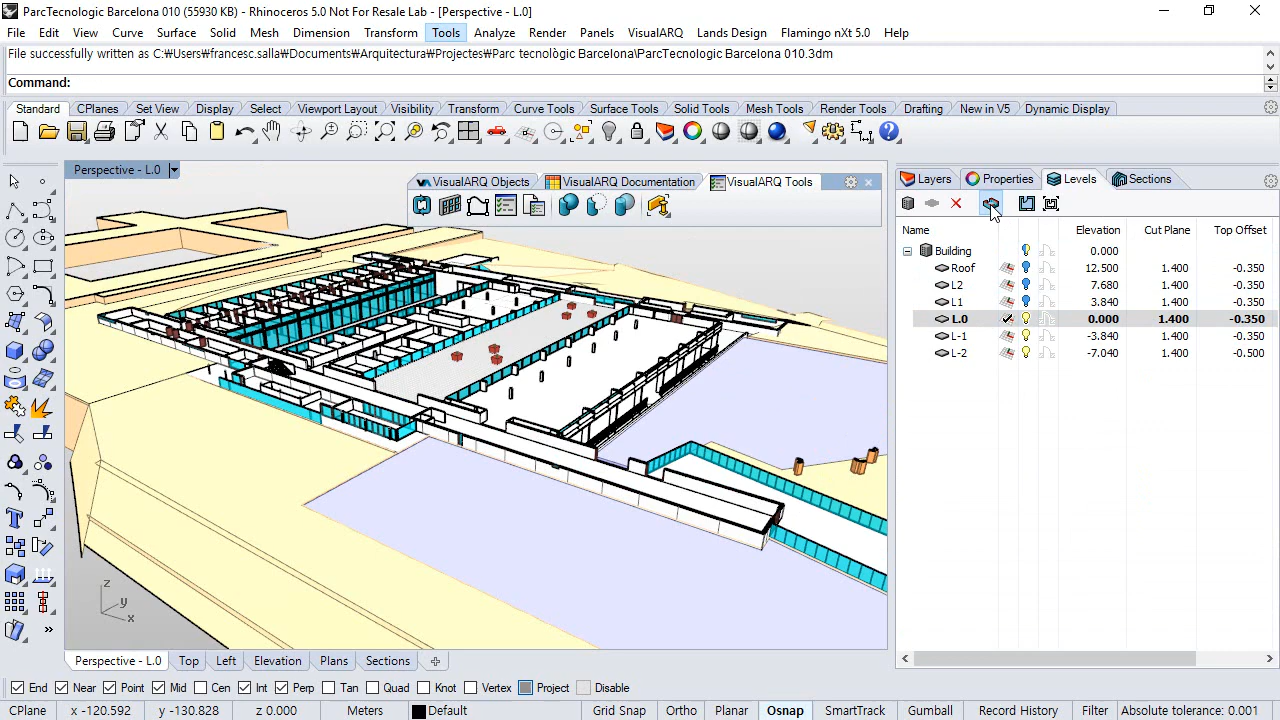 ParcTecnologic Barcelona 010 (55930 KB) - Rhinoceros 5.0 Not For Resale Lab - [Perspective - L.0]
File Edit View Curve Surface Solid Mesh Dimension Transform Tools Analyze Render Panels VisualARQ Lands Design Flamingo nXt 5.0 Help
File successfully written as C:₩Users₩francesc.salla₩Documents₩Arquitectura₩Projectes₩Parc tecnològic Barcelona₩ParcTecnologic Barcelona 010.3dm
Command:
Standard CPlanes Set View Display Select Viewport Layout Visibility Transform Curve Tools Surface Tools Solid Tools Mesh Tools Render Tools Drafting New in V5 Dynamic Display
Perspective - L.0
VisualARQ Objects VisualARQ Documentation VisualARQ Tools
Layers Properties Levels Sections
Name Elevation Cut Plane Top Offset
Building 0.000
Roof 12.500 1.400 -0.350
L2 7.680 1.400 -0.350
L1 3.840 1.400 -0.350
L.0 0.000 1.400 -0.350
L-1 -3.840 1.400 -0.350
L-2 -7.040 1.400 -0.500
z
y
x
Perspective - L.0 Top Left Elevation Plans Sections
End Near Point Mid Cen Int Perp Tan Quad Knot Vertex Project Disable
CPlane x -120.592 y -130.828 z 0.000 Meters Default Grid Snap Ortho Planar Osnap SmartTrack Gumball Record History Filter Absolute tolerance: 0.001